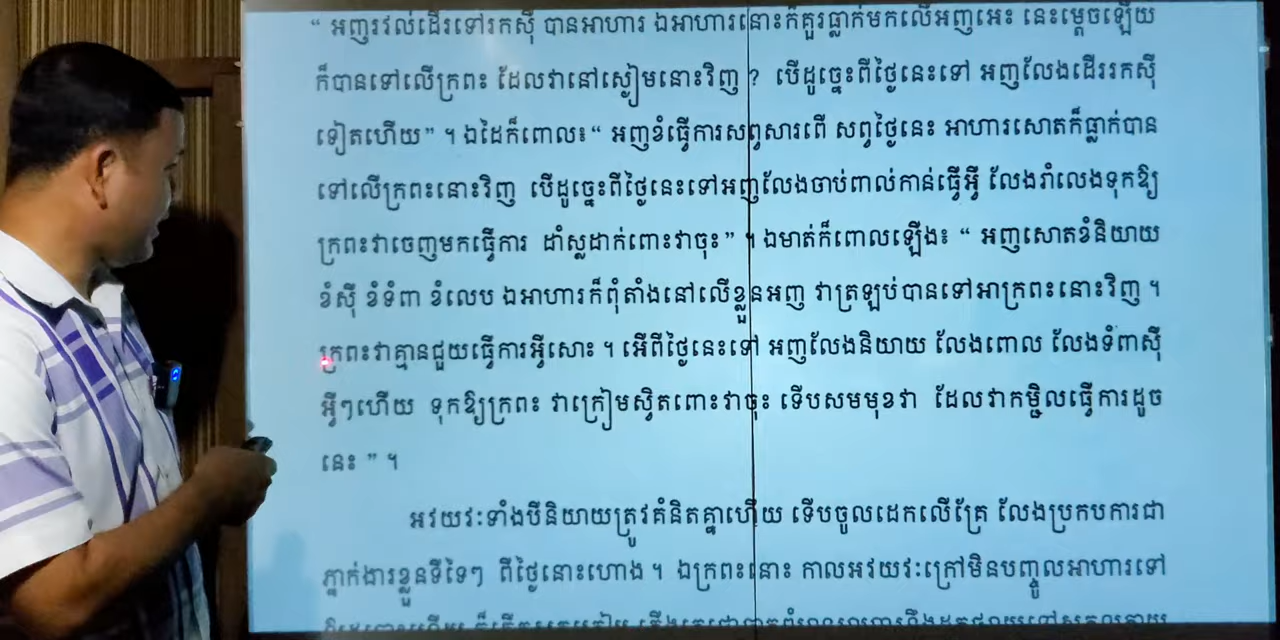 “ អញរវល់ដើរទៅរកស៊ី បានអាហារ ឯអាហារនោះក៏គួរធ្លាក់មកលើអញអេះ នេះម្ដេចឡើយ
ក៏បានទៅលើក្រពះ ដែលវានៅស្ងៀមនោះវិញ ? បើដូច្នេះពីថ្ងៃនេះទៅ អញលែងដើររកស៊ី
ទៀតហើយ” ។ ឯដៃក៏ពោល៖“ អញខំធ្វើការសព្វសារពើ សព្វថ្ងៃនេះ អាហារសោតក៏ធ្លាក់បាន
ទៅលើក្រពះនោះវិញ បើដូច្នេះពីថ្ងៃនេះទៅអញលែងចាប់ពាល់កាន់ធ្វើអ្វី លែងរាំលេងទុកឱ្យ
ក្រពះវាចេញមកធ្វើការ ដាំស្លដាក់ពោះវាចុះ” ។ ឯមាត់ក៏ពោលឡើង៖ “ អញសោតខំនិយាយ
ខំស៊ី ខំទំពា ខំលេប ឯអាហារក៏ពុំតាំងនៅលើខ្លួនអញ វាត្រឡប់បានទៅអាក្រពះនោះវិញ ។
ក្រពះវាគ្មានជួយធ្វើការអ្វីសោះ ។ អើពីថ្ងៃនេះទៅ អញលែងនិយាយ លែងពោល លែងទំពាស៊ី
អ្វីៗហើយ ទុកឱ្យក្រពះ វាក្រៀមស្វិតពោះវាចុះ ទើបសមមុខវា ដែលវាកម្ជិលធ្វើការដូច
នេះ ” ។
អវយវៈទាំងបីនិយាយត្រូវគំនិតគ្នាហើយ ទើបចូលដេកលើគ្រែ លែងប្រកបការជា
ភ្នាក់ងារខ្លួនទីទៃៗ ពីថ្ងៃនោះហោង ។ ឯក្រពះនោះ កាលអវយវៈក្រៅមិនបញ្ចូលអាហារទៅ